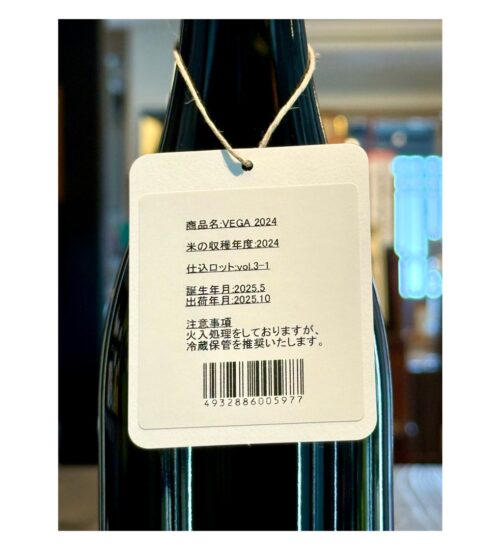 商品名:VEGA 2024
米の収穫年度:2024
仕込ロット:vol.3-1
誕生年月:2025.5
出荷年月:2025.10
注意事項
火入処理をしておりますが、
冷蔵保管を推奨いたします。
4932886005977